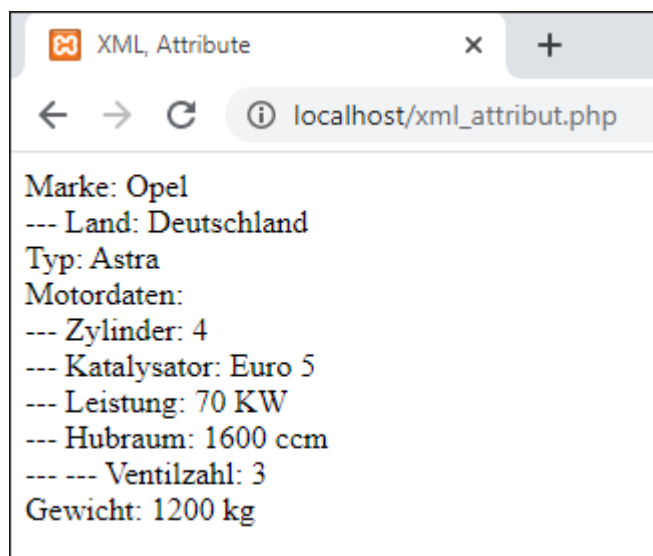 XML, Attribute
localhost/xml_attribut.php
Marke: Opel
--- Land: Deutschland
Typ: Astra
Motordaten:
--- Zylinder: 4
--- Katalysator: Euro 5
--- Leistung: 70 KW
--- Hubraum: 1600 ccm
--- --- Ventilzahl: 3
Gewicht: 1200 kg